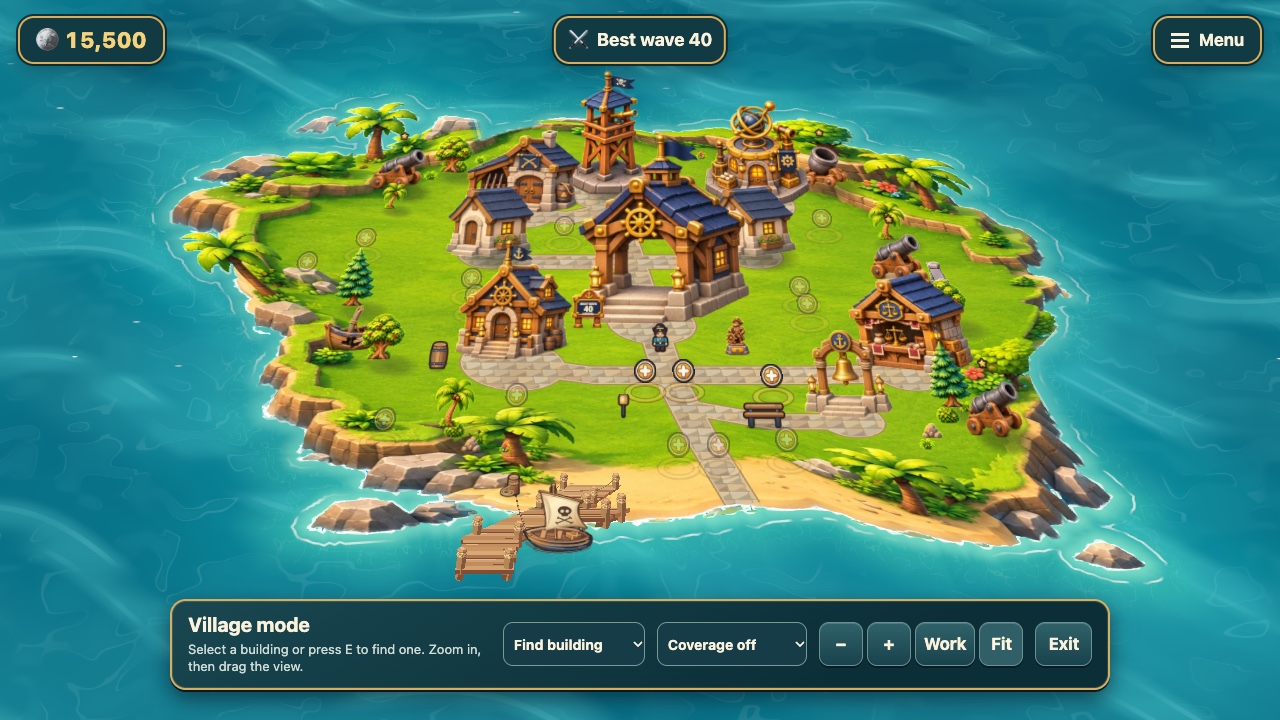 15,500
Best wave 40
Menu
40
Village mode
Select a building or press E to find one. Zoom in,
then drag the view.
Find building
Coverage off
−
+
Work
Fit
Exit